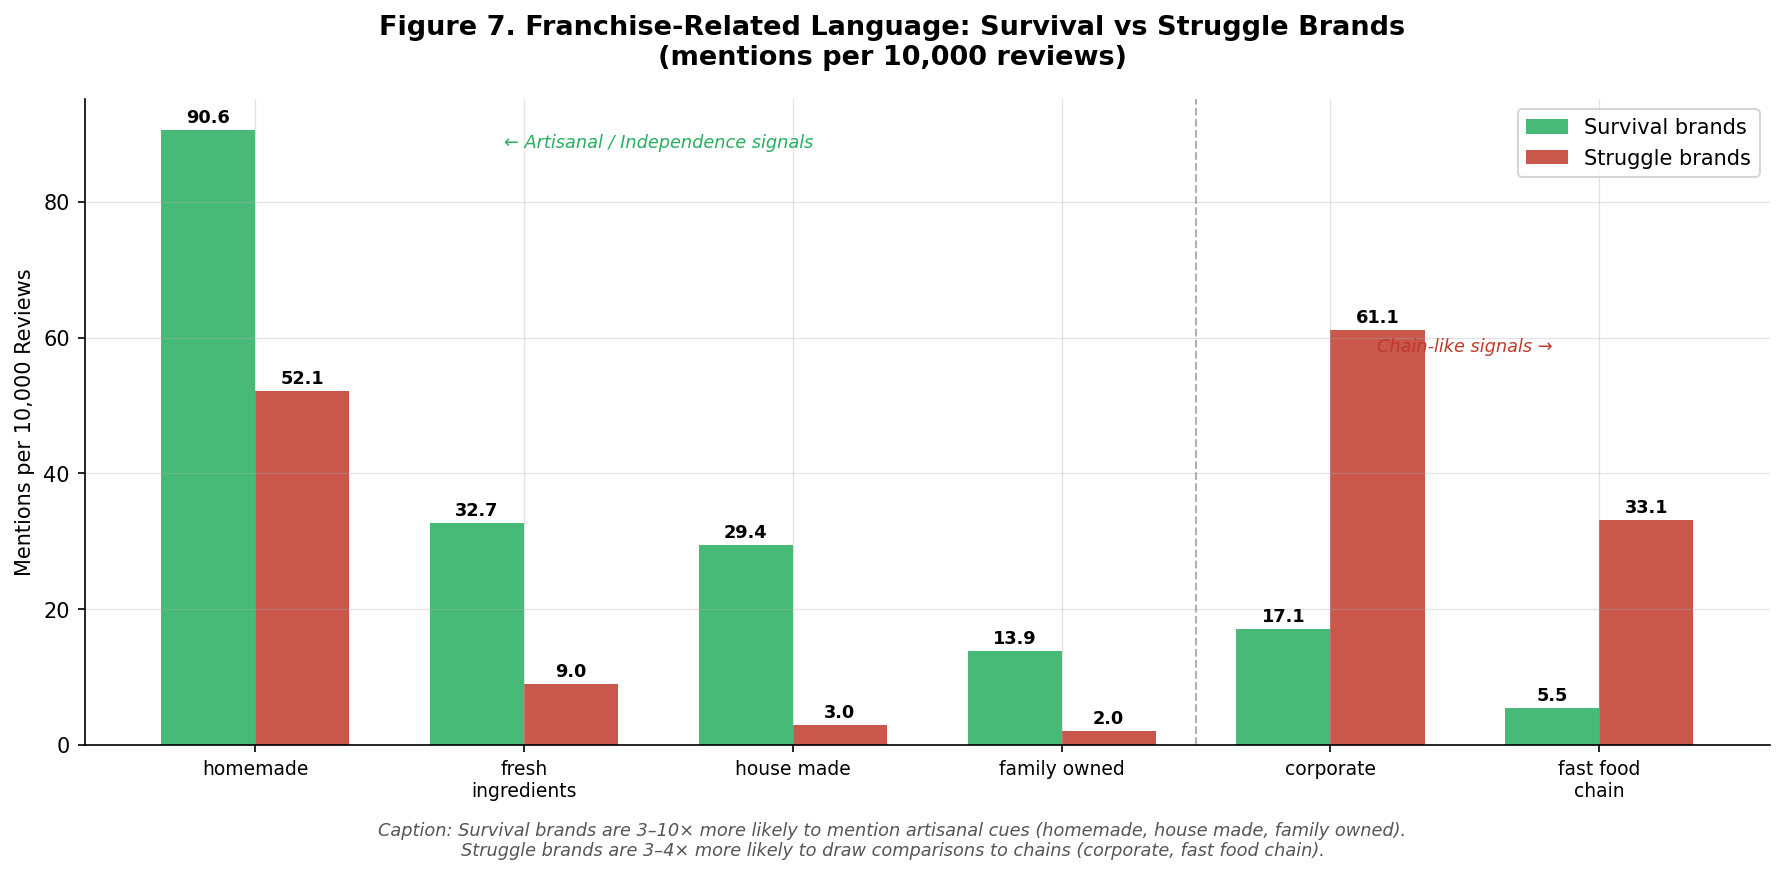 Figure 7. Franchise-Related Language: Survival vs Struggle Brands
(mentions per 10,000 reviews)
← Artisanal / Independence signals
Survival brands
Struggle brands
Chain-like signals →
Mentions per 10,000 Reviews
80
60
40
20
0
90.6
52.1
32.7
9.0
29.4
3.0
13.9
2.0
17.1
61.1
5.5
33.1
homemade
fresh
ingredients
house made
family owned
corporate
fast food
chain
Caption: Survival brands are 3–10× more likely to mention artisanal cues (homemade, house made, family owned).
Struggle brands are 3–4× more likely to draw comparisons to chains (corporate, fast food chain).